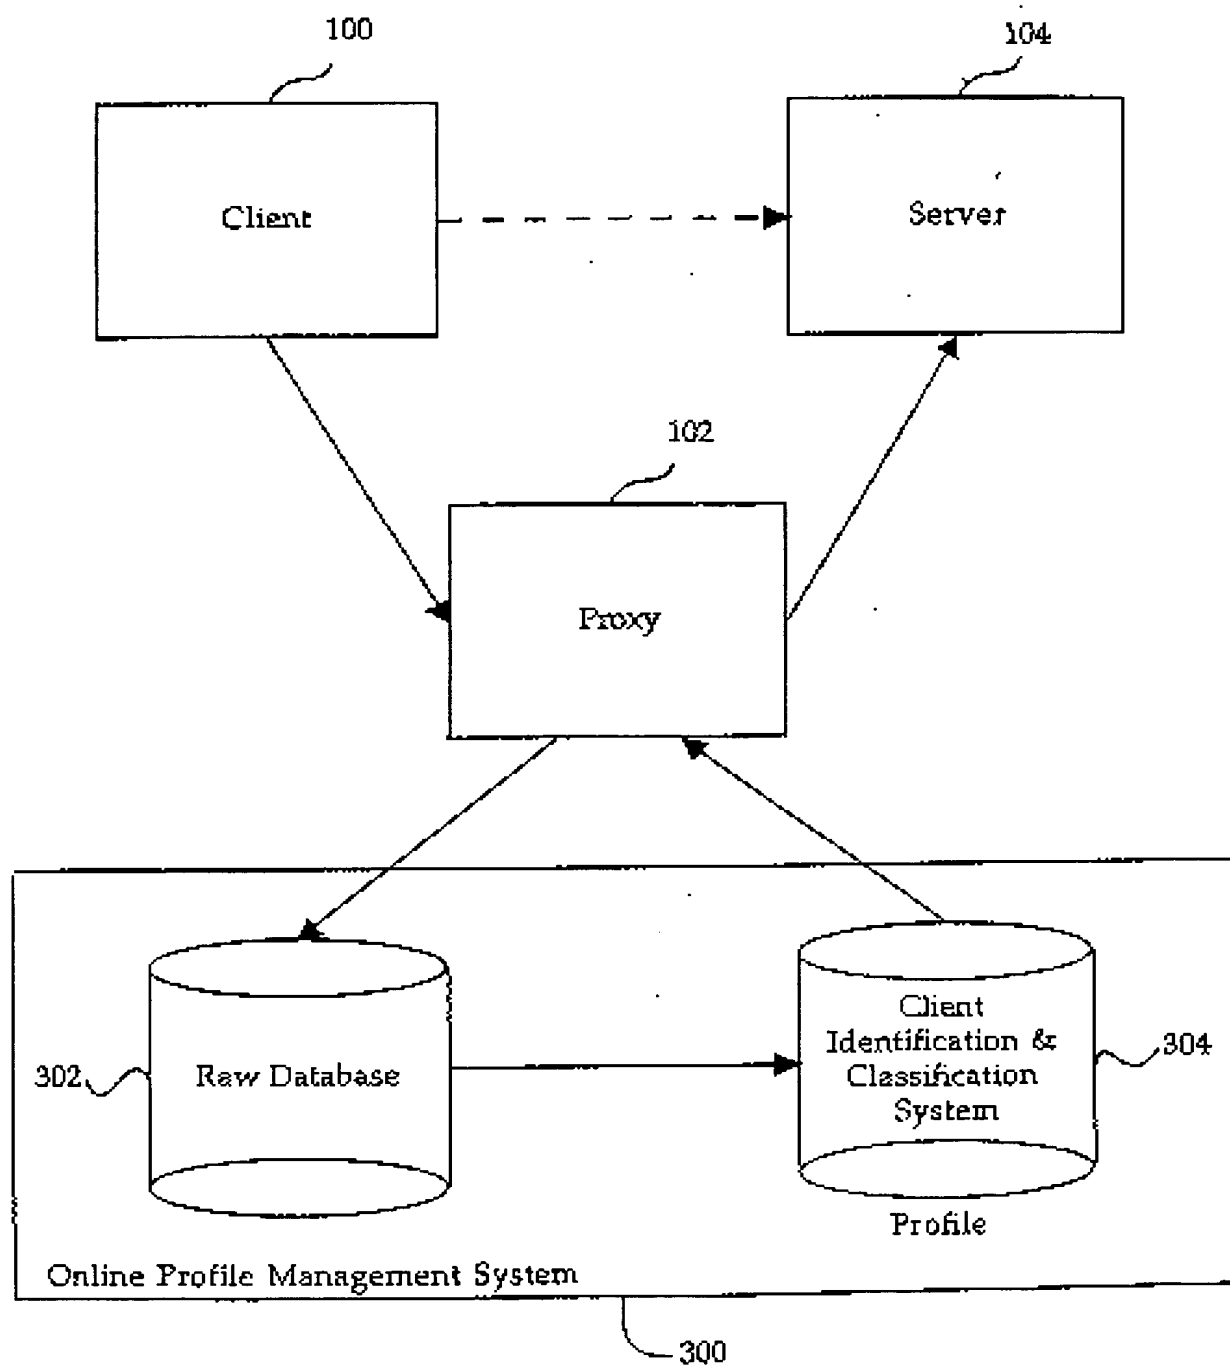 100
104
Client
Server
102
Proxy
Client
Identification &
Classification
System
302
Raw Database
304
Profile
Online Profile Management System
300